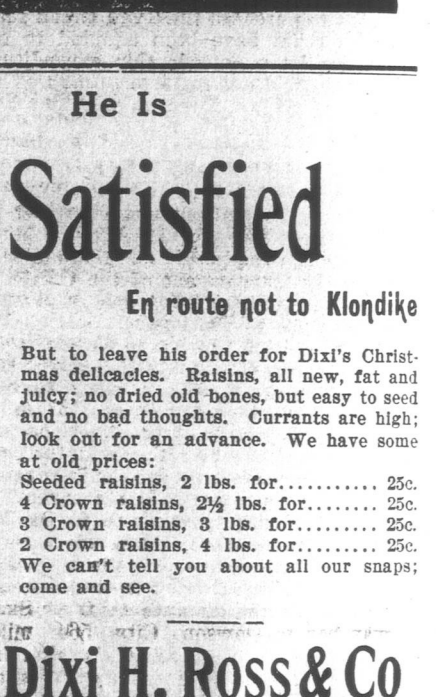 He Is
Satisfied
En route not to Klondike
But to leave his order for Dixi's Christ-
mas delicacies. Raisins, all new, fat and
juicy; no dried old bones, but easy to seed
and no bad thoughts. Currants are high;
look out for an advance. We have some
at old prices:
Seeded raisins, 2 lbs. for........... 25c.
4 Crown raisins, 2½ lbs. for........ 25c.
3 Crown raisins, 3 lbs. for......... 25c.
2 Crown raisins, 4 lbs. for......... 25c.
We can't tell you about all our snaps;
come and see.
Dixi H. Ross & Co